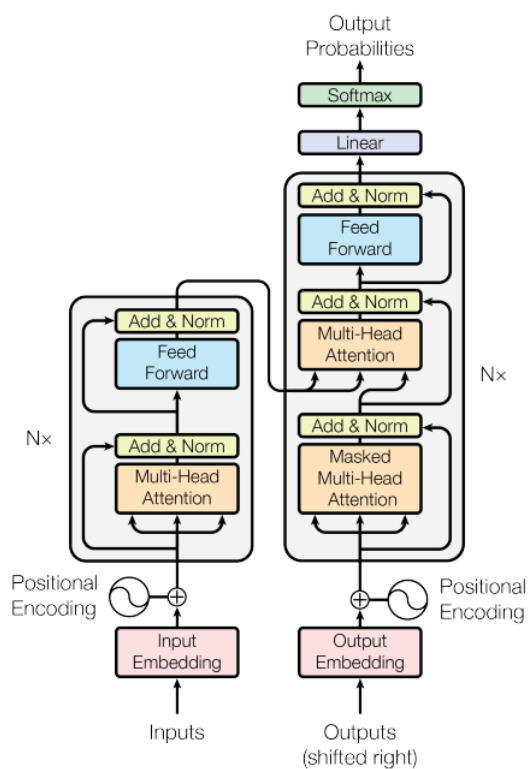 Output
Probabilities
Softmax
Linear
Add & Norm
Feed
Forward
Add & Norm
Multi-Head
Attention
Add & Norm
Masked
Multi-Head
Attention
N×
Add & Norm
Feed
Forward
Add & Norm
Multi-Head
Attention
N×
Positional
Encoding
Input
Embedding
Inputs
Positional
Encoding
Output
Embedding
Outputs
(shifted right)